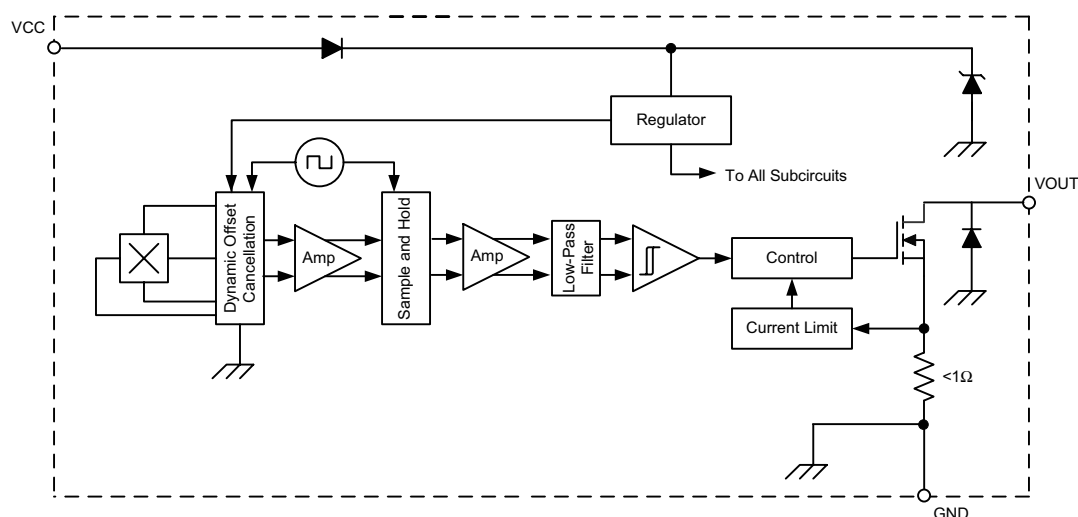 VCC
Regulator
To All Subcircuits
VOUT
Dynamic Offset
Cancellation
Amp
Sample and Hold
Amp
Low-Pass
Filter
Control
Current Limit
<1Ω
GND